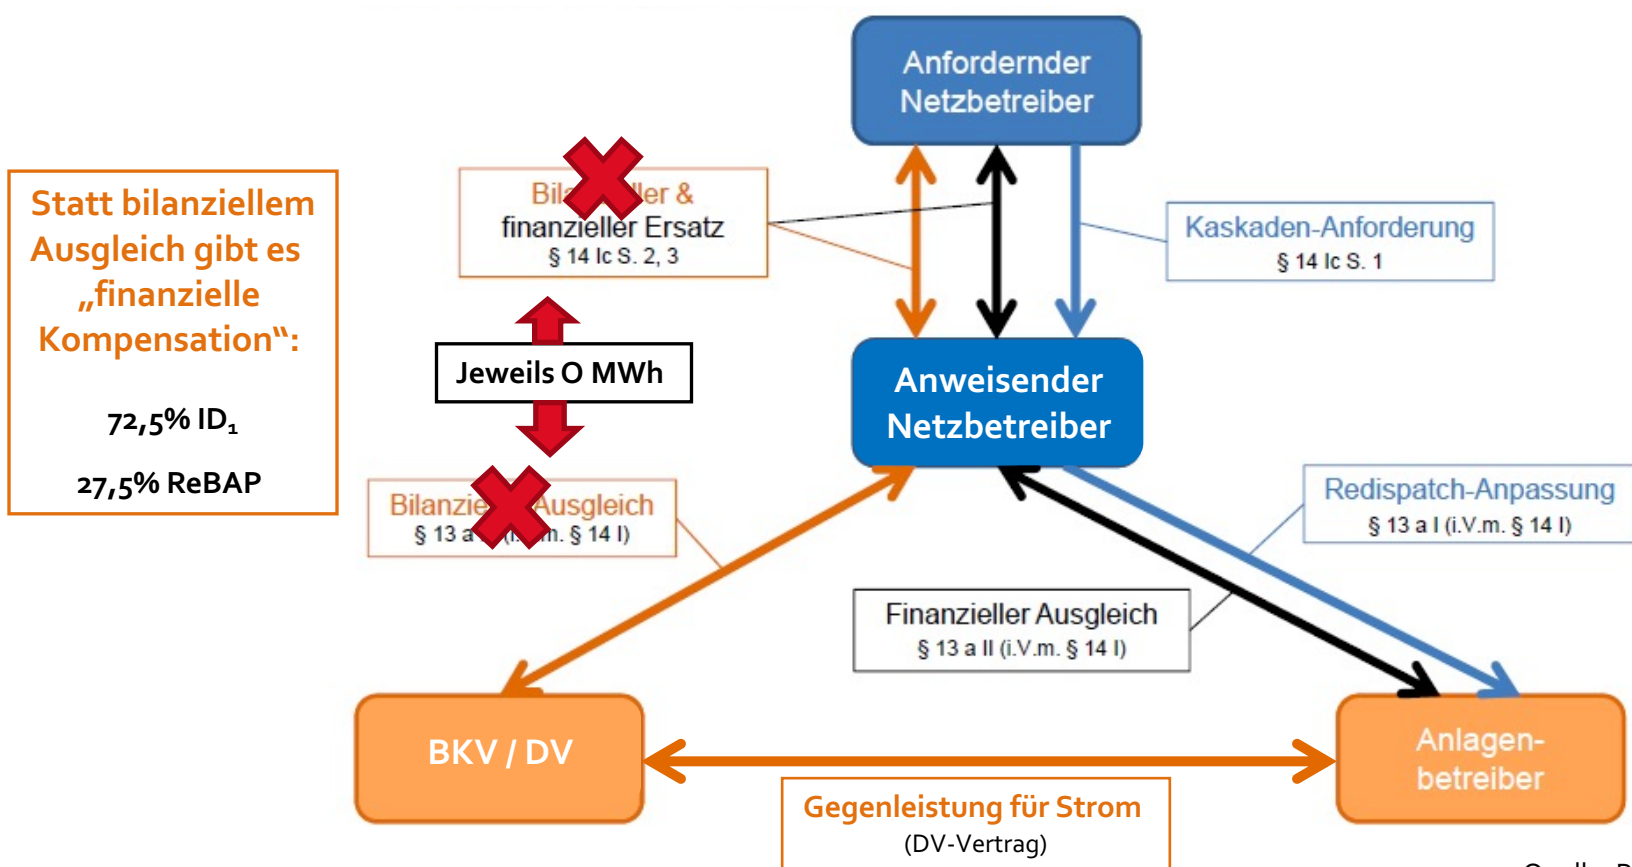 Anfordernder
Netzbetreiber
Statt bilanziellem
Ausgleich gibt es
„finanzielle
Kompensation“:
72,5% ID₁
27,5% ReBAP
&
finanzieller Ersatz
§ 14 Ic S. 2, 3
Kaskaden-Anforderung
§ 14 Ic S. 1
Jeweils 0 MWh
Anweisender
Netzbetreiber
Ausgleich
§ 13 a (i.V.m. § 14 I)
Redispatch-Anpassung
§ 13 a I (i.V.m. § 14 I)
Finanzieller Ausgleich
§ 13 a II (i.V.m. § 14 I)
BKV / DV
Anlagen-
betreiber
Gegenleistung für Strom
(DV-Vertrag)